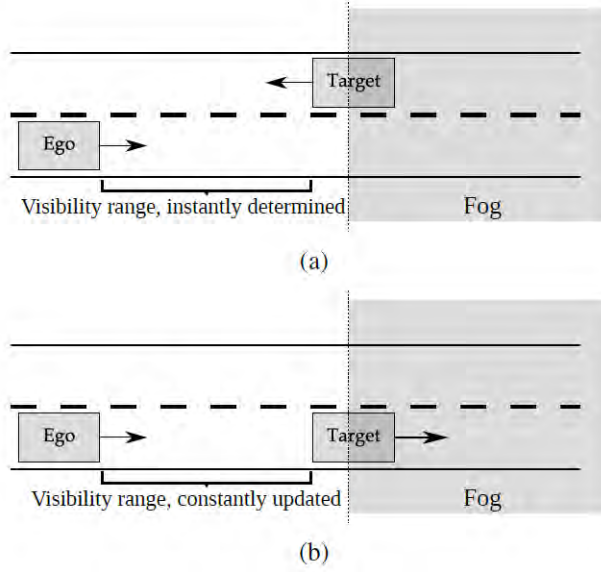 Target
Ego
Visibility range, instantly determined
Fog
(a)
Ego
Target
Visibility range, constantly updated
Fog
(b)